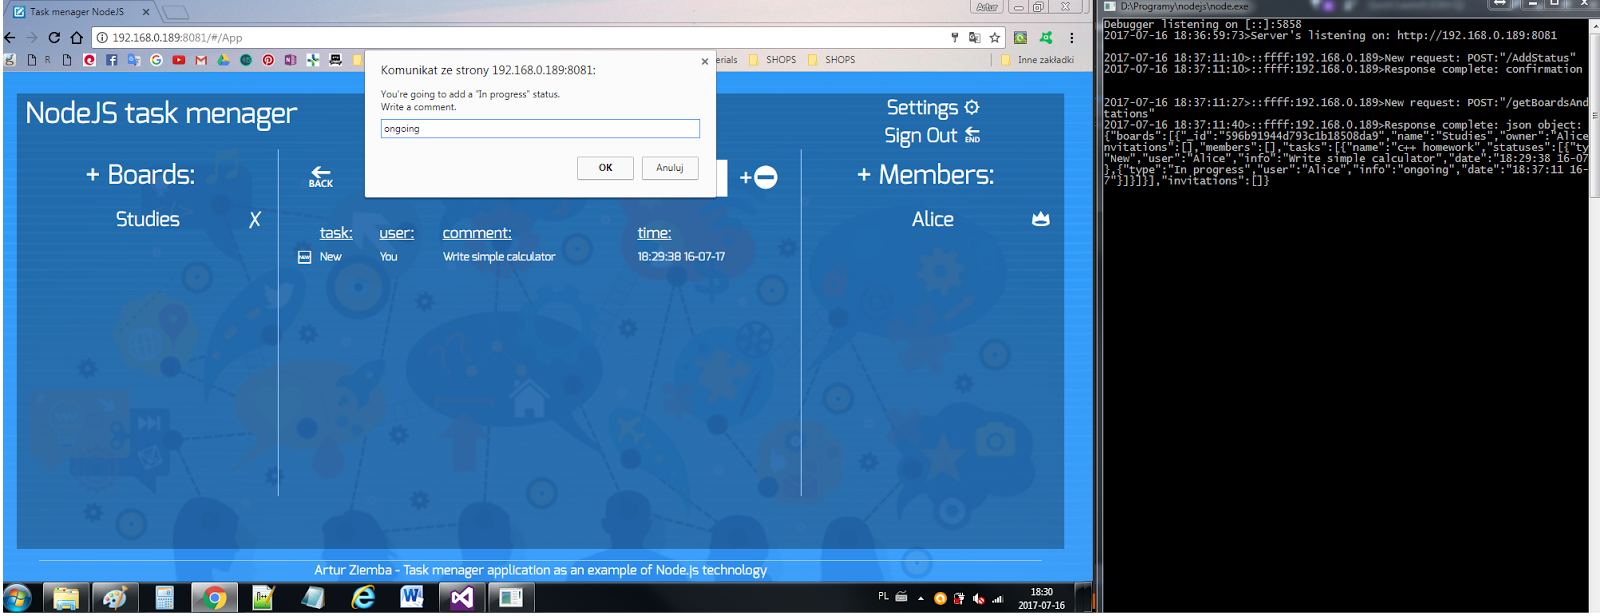 Task menager NodeJS
Artur
192.168.0.189:8081/#/App
R
erials
SHOPS
SHOPS
Inne zakładki
Komunikat ze strony 192.168.0.189:8081:
You're going to add a "In progress" status.
Write a comment.
ongoing
OK
Anuluj
NodeJS task menager
Settings
Sign Out
END
+ Boards:
BACK
+
+ Members:
Studies
X
Alice
task:
user:
comment:
time:
NEW
New
You
Write simple calculator
18:29:38 16-07-17
Artur Ziemba - Task menager application as an example of Node.js technology
PL
18:30
2017-07-16
D:\Programy\nodejs\node.exe
Debugger listening on [::]:5858
2017-07-16 18:36:59:73>Server's listening on: http://192.168.0.189:8081
2017-07-16 18:37:11:10>::ffff:192.168.0.189>New request: POST:"/AddStatus"
2017-07-16 18:37:11:10>::ffff:192.168.0.189>Response complete: confirmation
2017-07-16 18:37:11:27>::ffff:192.168.0.189>New request: POST:"/getBoardsAnd
tations"
2017-07-16 18:37:11:40>::ffff:192.168.0.189>Response complete: json object:
{"boards":[{"_id":"596b91944d793c1b18508da9","name":"Studies","owner":"Alice
nvitations":[],"members":[],"tasks":[{"name":"c++ homework","statuses":[{"ty
"New","user":"Alice","info":"Write simple calculator","date":"18:29:38 16-07
},{"type":"In progress","user":"Alice","info":"ongoing","date":"18:37:11 16-
7"}]}]}],"invitations":[]}